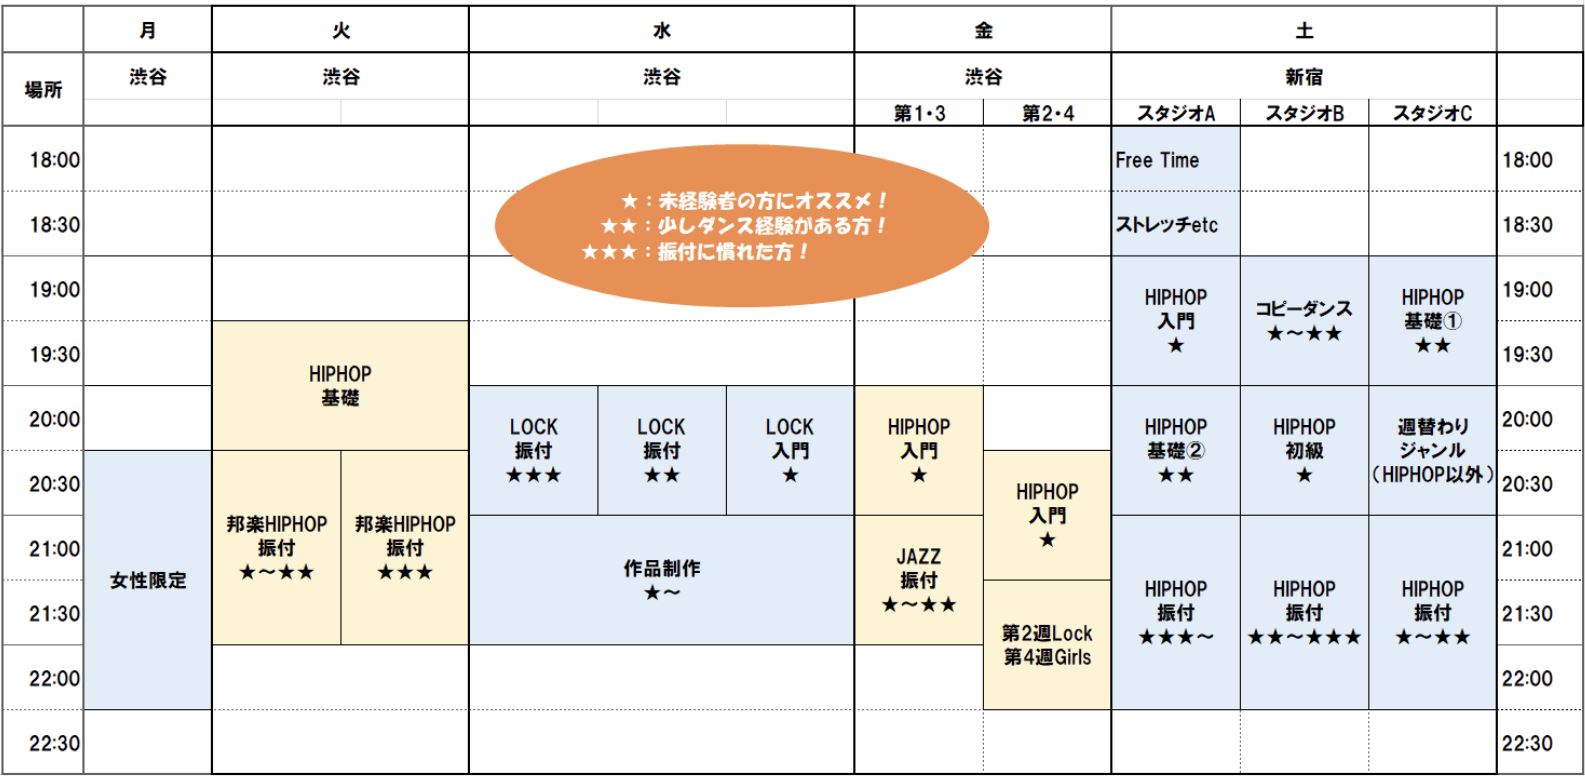 月 火 水 金 土
場所 渋谷 渋谷 渋谷 渋谷 新宿
第1・3 第2・4 スタジオA スタジオB スタジオC
★：未経験者の方にオススメ！
★★：少しダンス経験がある方！
★★★：振付に慣れた方！
18:00 Free Time 18:00
18:30 ストレッチetc 18:30
19:00 19:00
HIPHOP
入門
★
コピーダンス
★～★★
HIPHOP
基礎①
★★
19:30 19:30
HIPHOP
基礎
20:00 20:00
LOCK
振付
★★★
LOCK
振付
★★
LOCK
入門
★
HIPHOP
入門
★
HIPHOP
基礎②
★★
HIPHOP
初級
★
週替わり
ジャンル
（HIPHOP以外）
20:30 20:30
女性限定
邦楽HIPHOP
振付
★～★★
邦楽HIPHOP
振付
★★★
HIPHOP
入門
★
21:00 21:00
作品制作
★～
JAZZ
振付
★～★★
HIPHOP
振付
★★★～
HIPHOP
振付
★★～★★★
HIPHOP
振付
★～★★
21:30 21:30
第2週Lock
第4週Girls
22:00 22:00
22:30 22:30